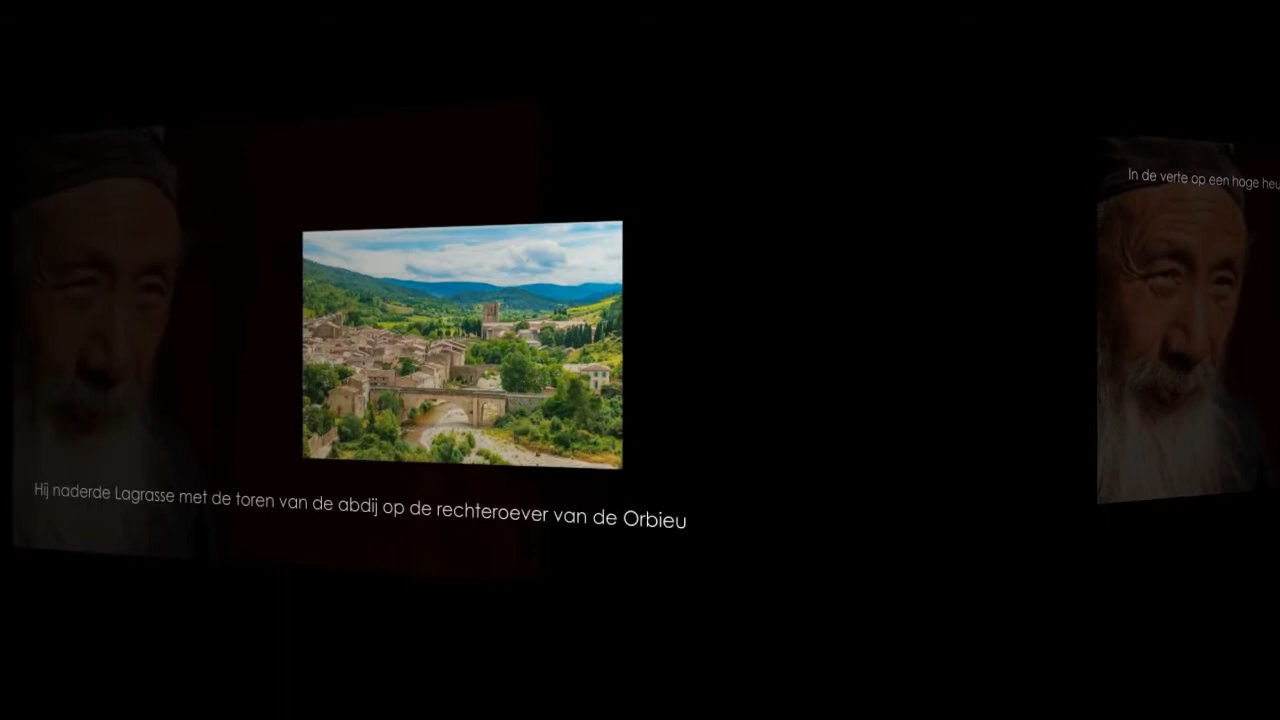 In de verte op een hoge
Hij naderde Lagrasse met de toren van de abdij op de rechteroever van de Orbieu